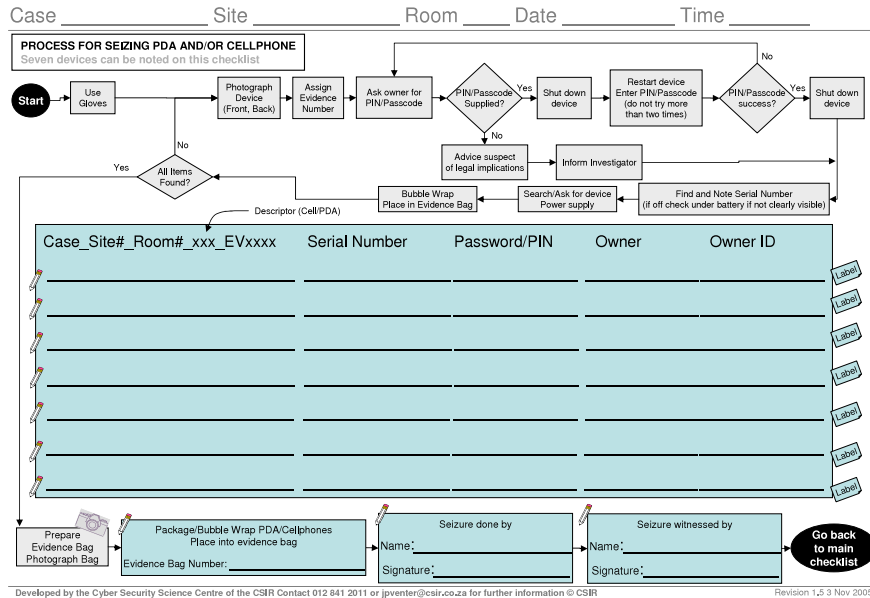 Case Site Room Date Time
PROCESS FOR SEIZING PDA AND/OR CELLPHONE
Seven devices can be noted on this checklist
Start
Use
Gloves
Photograph
Device
(Front, Back)
Assign
Evidence
Number
Ask owner for
PIN/Passcode
PIN/Passcode
Supplied?
Yes
No
Shut down
device
Restart device
Enter PIN/Passcode
(do not try more
than two times)
PIN/Passcode
success?
No
Yes
Shut down
device
Advice suspect
of legal implications
Inform Investigator
Find and Note Serial Number
(if off check under battery if not clearly visible)
Search/Ask for device
Power supply
Bubble Wrap
Place in Evidence Bag
All Items
Found?
No
Yes
Descriptor (Cell/PDA)
Case_Site#_Room#_xxx_EVxxxx Serial Number Password/PIN Owner Owner ID
Label
Label
Label
Label
Label
Label
Label
Prepare
Evidence Bag
Photograph Bag
Package/Bubble Wrap PDA/Cellphones
Place into evidence bag
Evidence Bag Number:
Seizure done by
Name:
Signature:
Seizure witnessed by
Name:
Signature:
Go back
to main
checklist
Developed by the Cyber Security Science Centre of the CSIR Contact 012 841 2011 or jpventer@csir.co.za for further information © CSIR
Revision 1.5 3 Nov 2005